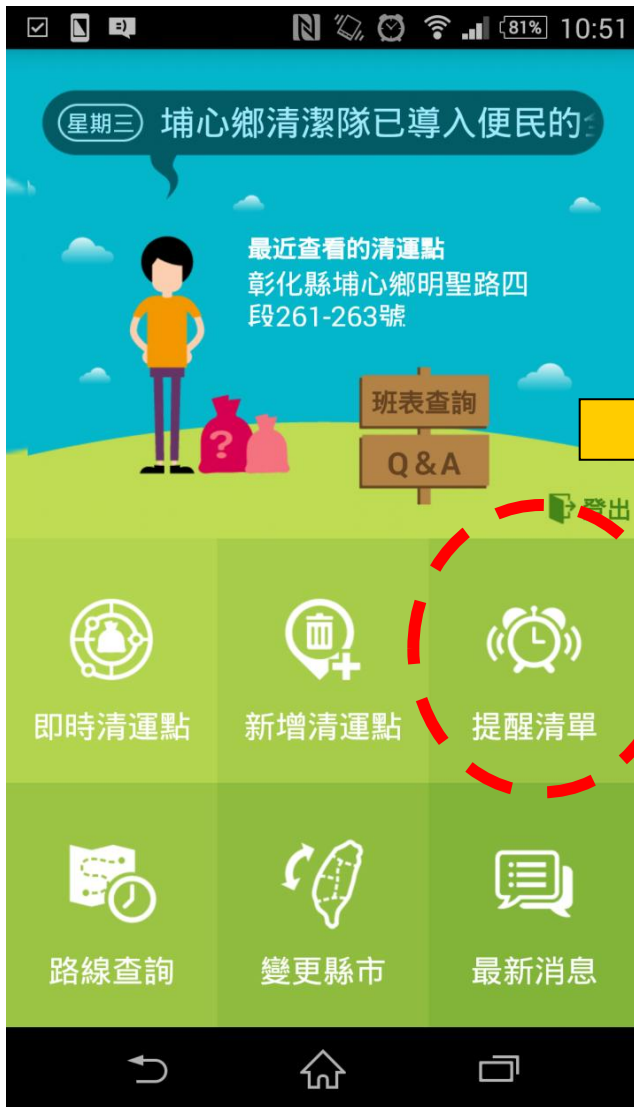 81% 10:51
星期三 埔心鄉清潔隊已導入便民的
最近查看的清運點
彰化縣埔心鄉明聖路四
段261-263號
班表查詢
?
Q&A
登出
即時清運點
新增清運點
提醒清單
路線查詢
變更縣市
最新消息